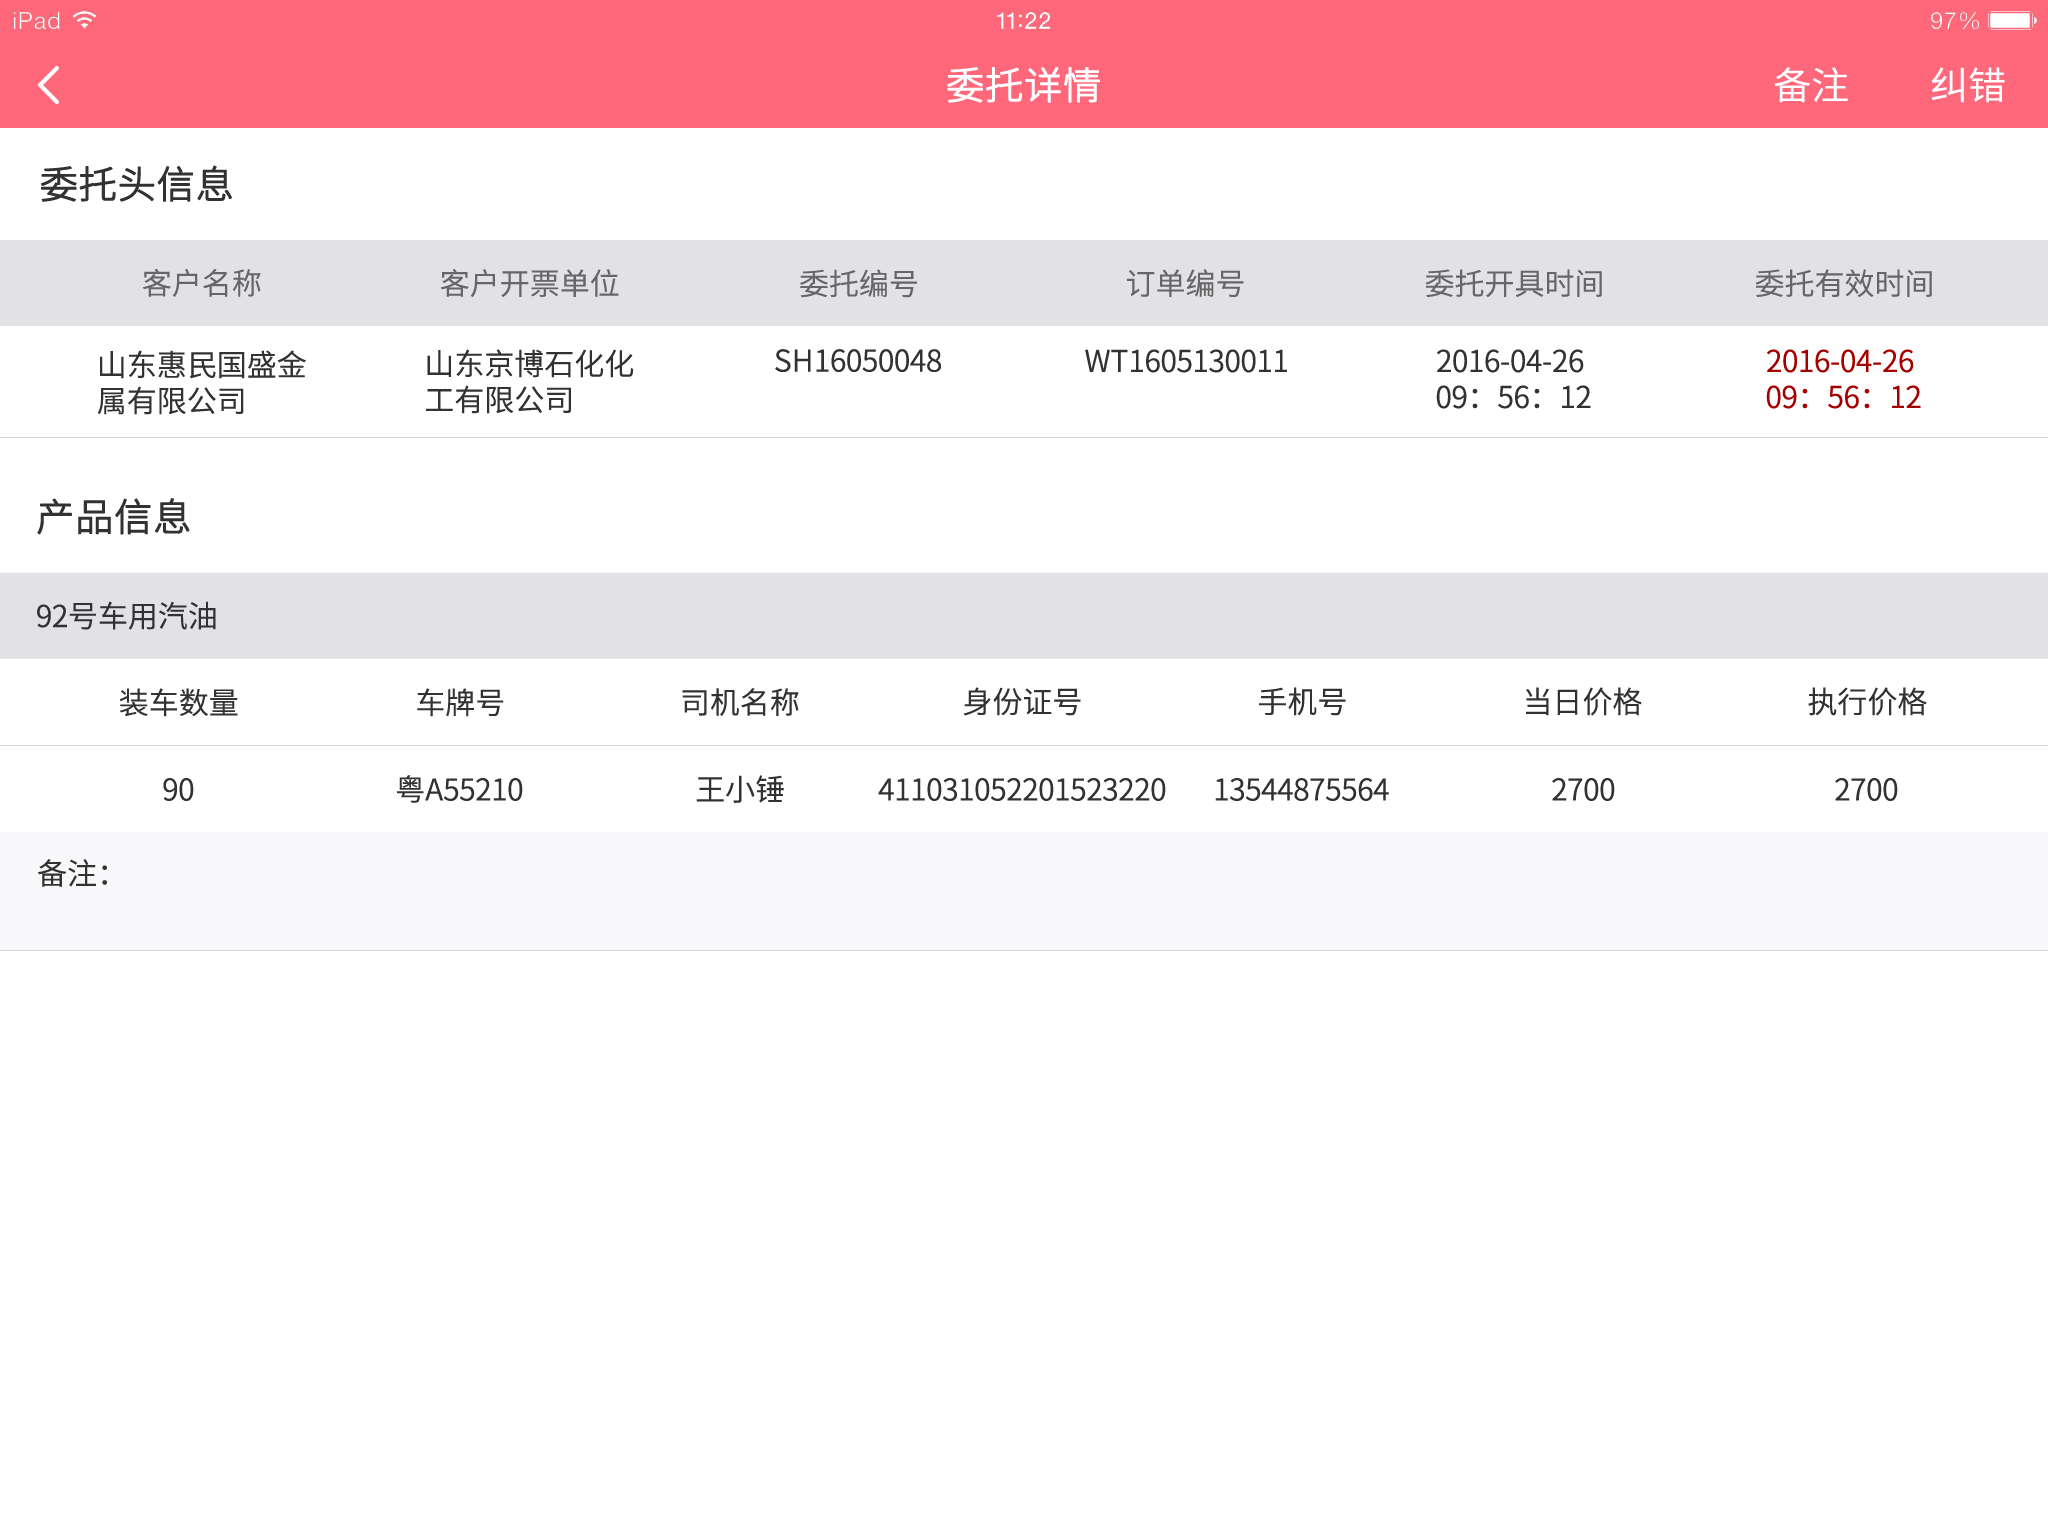 iPad 11:22 97%
委托详情 备注 纠错
委托头信息
客户名称 客户开票单位 委托编号 订单编号 委托开具时间 委托有效时间
山东惠民国盛金 山东京博石化化 SH16050048 WT1605130011 2016-04-26 2016-04-26
属有限公司 工有限公司 09：56：12 09：56：12
产品信息
92号车用汽油
装车数量 车牌号 司机名称 身份证号 手机号 当日价格 执行价格
90 粤A55210 王小锤 411031052201523220 13544875564 2700 2700
备注：